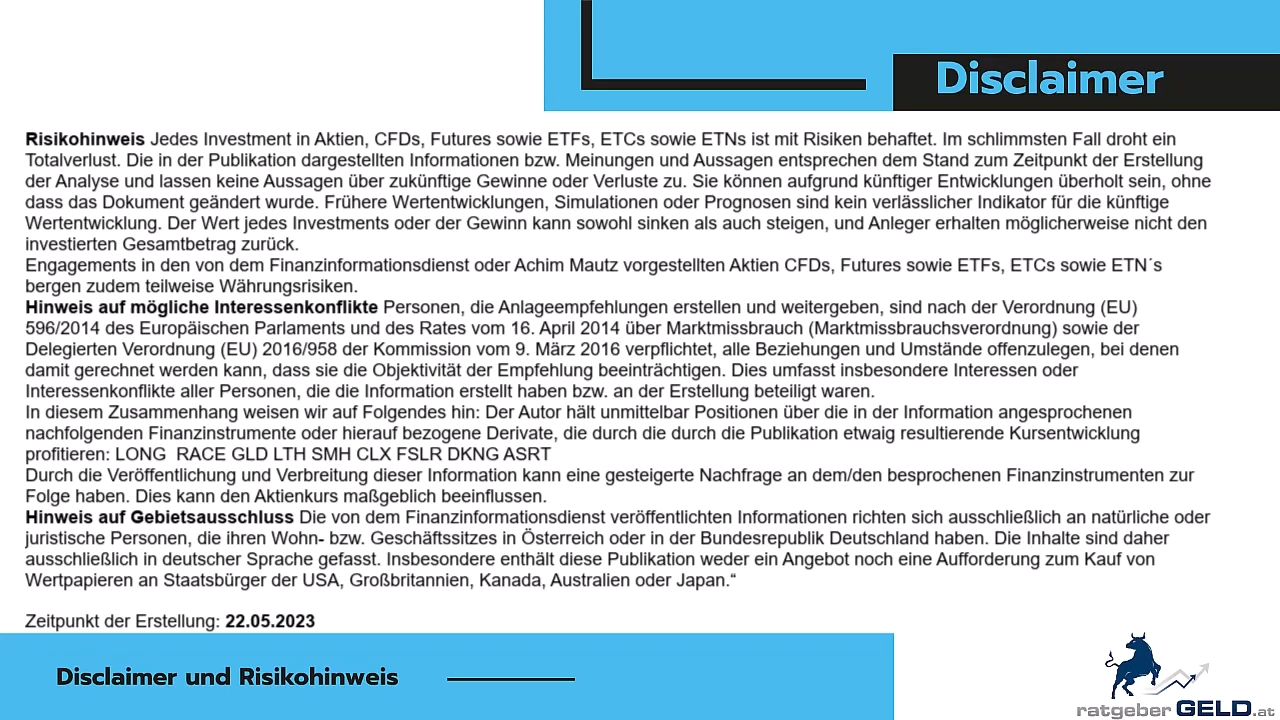 Disclaimer
Risikohinweis Jedes Investment in Aktien, CFDs, Futures sowie ETFs, ETCs sowie ETNs ist mit Risiken behaftet. Im schlimmsten Fall droht ein
Totalverlust. Die in der Publikation dargestellten Informationen bzw. Meinungen und Aussagen entsprechen dem Stand zum Zeitpunkt der Erstellung
der Analyse und lassen keine Aussagen über zukünftige Gewinne oder Verluste zu. Sie können aufgrund künftiger Entwicklungen überholt sein, ohne
dass das Dokument geändert wurde. Frühere Wertentwicklungen, Simulationen oder Prognosen sind kein verlässlicher Indikator für die künftige
Wertentwicklung. Der Wert jedes Investments oder der Gewinn kann sowohl sinken als auch steigen, und Anleger erhalten möglicherweise nicht den
investierten Gesamtbetrag zurück.
Engagements in den von dem Finanzinformationsdienst oder Achim Mautz vorgestellten Aktien CFDs, Futures sowie ETFs, ETCs sowie ETN´s
bergen zudem teilweise Währungsrisiken.
Hinweis auf mögliche Interessenkonflikte Personen, die Anlageempfehlungen erstellen und weitergeben, sind nach der Verordnung (EU)
596/2014 des Europäischen Parlaments und des Rates vom 16. April 2014 über Marktmissbrauch (Marktmissbrauchsverordnung) sowie der
Delegierten Verordnung (EU) 2016/958 der Kommission vom 9. März 2016 verpflichtet, alle Beziehungen und Umstände offenzulegen, bei denen
damit gerechnet werden kann, dass sie die Objektivität der Empfehlung beeinträchtigen. Dies umfasst insbesondere Interessen oder
Interessenkonflikte aller Personen, die die Information erstellt haben bzw. an der Erstellung beteiligt waren.
In diesem Zusammenhang weisen wir auf Folgendes hin: Der Autor hält unmittelbar Positionen über die in der Information angesprochenen
nachfolgenden Finanzinstrumente oder hierauf bezogene Derivate, die durch die durch die Publikation etwaig resultierende Kursentwicklung
profitieren: LONG  RACE GLD LTH SMH CLX FSLR DKNG ASRT
Durch die Veröffentlichung und Verbreitung dieser Information kann eine gesteigerte Nachfrage an dem/den besprochenen Finanzinstrumenten zur
Folge haben. Dies kann den Aktienkurs maßgeblich beeinflussen.
Hinweis auf Gebietsausschluss Die von dem Finanzinformationsdienst veröffentlichten Informationen richten sich ausschließlich an natürliche oder
juristische Personen, die ihren Wohn- bzw. Geschäftssitzes in Österreich oder in der Bundesrepublik Deutschland haben. Die Inhalte sind daher
ausschließlich in deutscher Sprache gefasst. Insbesondere enthält diese Publikation weder ein Angebot noch eine Aufforderung zum Kauf von
Wertpapieren an Staatsbürger der USA, Großbritannien, Kanada, Australien oder Japan.“
Zeitpunkt der Erstellung: 22.05.2023
Disclaimer und Risikohinweis
ratgeber GELD.at